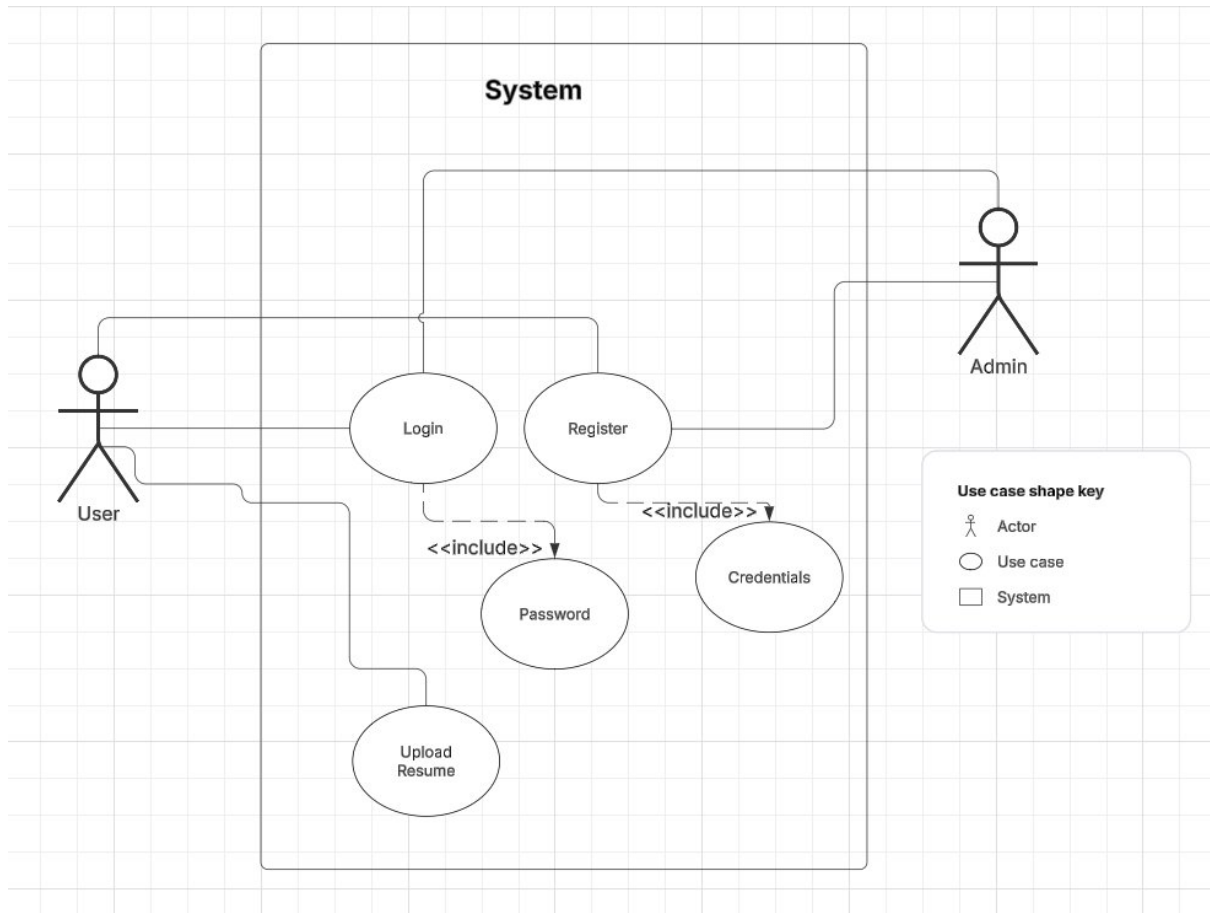 System
Admin
Login
Register
User
<<include>>
<<include>>
Credentials
Password
Upload
Resume
Use case shape key
Actor
Use case
System